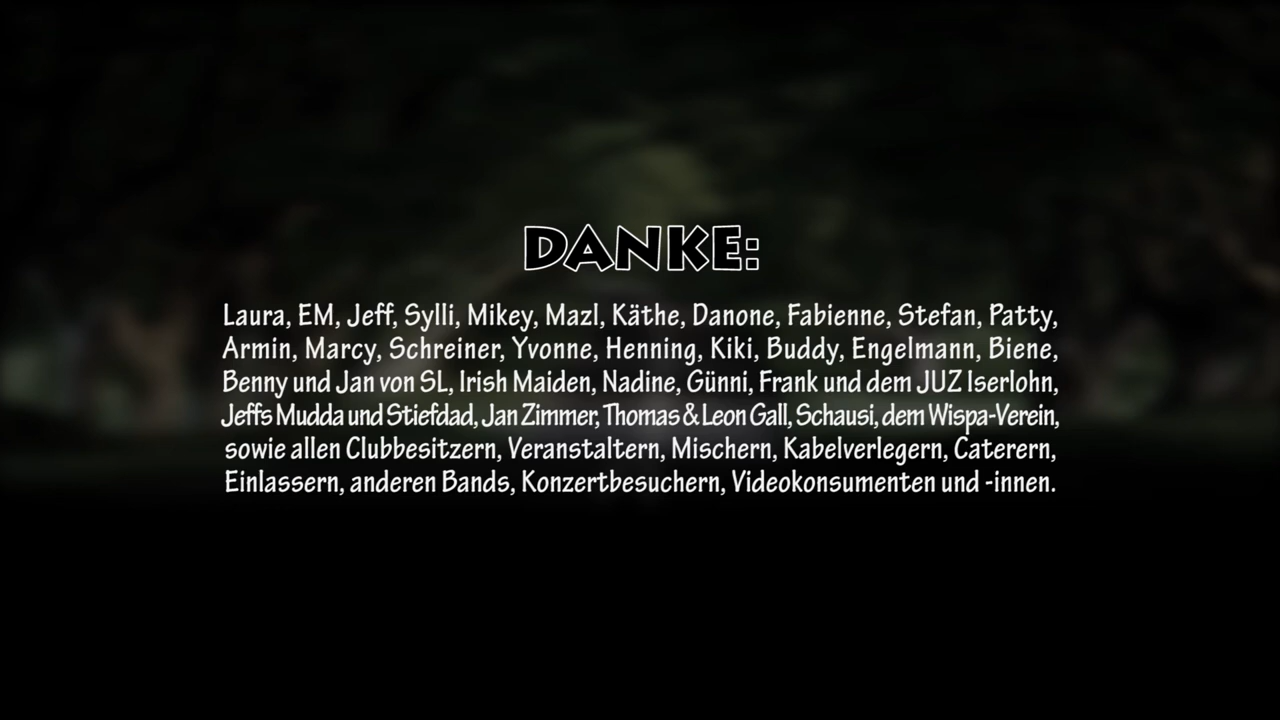 DANKE:
Laura, EM, Jeff, Sylli, Mikey, Mazl, Käthe, Danone, Fabienne, Stefan, Patty,
Armin, Marcy, Schreiner, Yvonne, Henning, Kiki, Buddy, Engelmann, Biene,
Benny und Jan von SL, Irish Maiden, Nadine, Günni, Frank und dem JUZ Iserlohn,
Jeffs Mudda und Stiefdad, Jan Zimmer, Thomas & Leon Gall, Schausi, dem Wispa-Verein,
sowie allen Clubbesitzern, Veranstaltern, Mischern, Kabelverlegern, Caterern,
Einlassern, anderen Bands, Konzertbesuchern, Videokonsumenten und -innen.